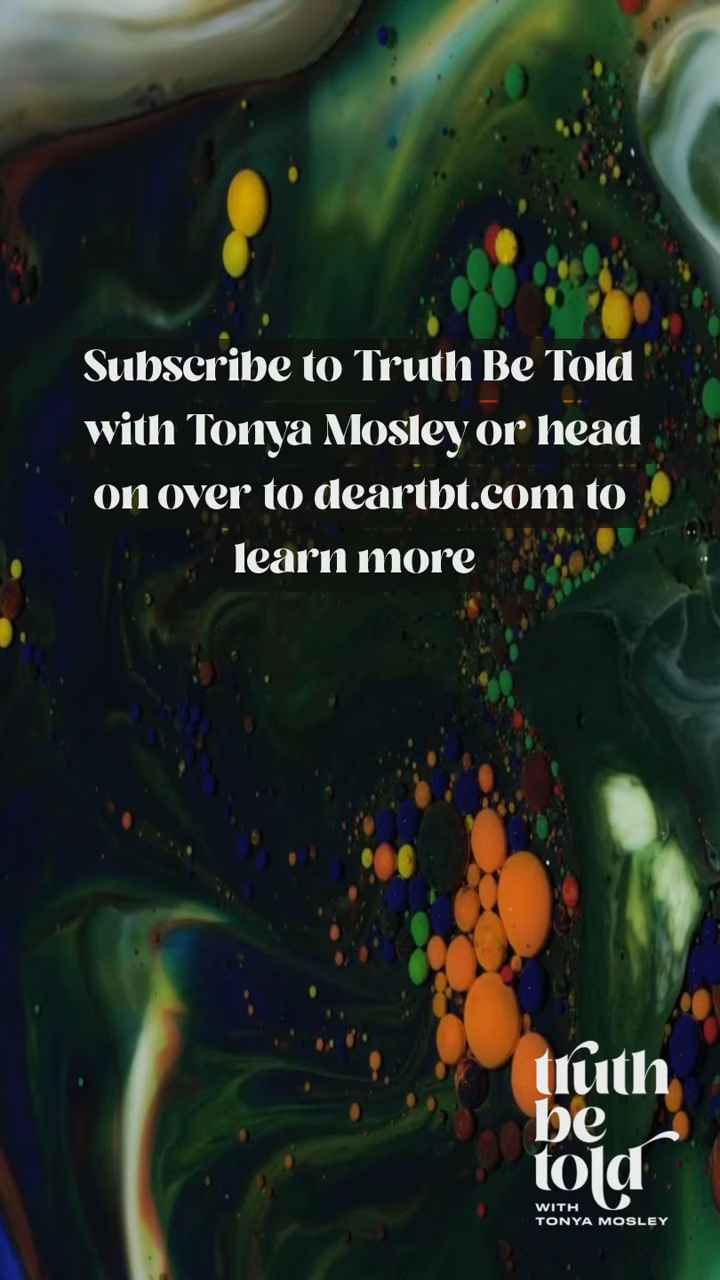 Subscribe to Truth Be Told
with Tonya Mosley or head
on over to deartbt.com to
learn more
truth
be
told
WITH
TONYA MOSLEY